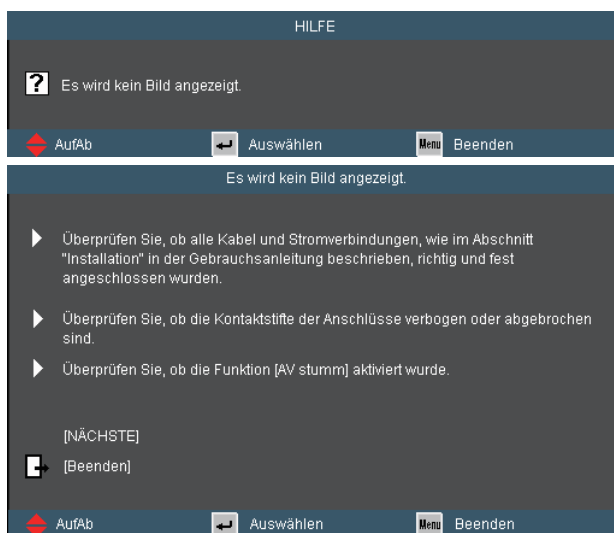 HILFE
? Es wird kein Bild angezeigt.
AufAb Auswählen Menu Beenden
Es wird kein Bild angezeigt.
Überprüfen Sie, ob alle Kabel und Stromverbindungen, wie im Abschnitt
"Installation" in der Gebrauchsanleitung beschrieben, richtig und fest
angeschlossen wurden.
Überprüfen Sie, ob die Kontaktstifte der Anschlüsse verbogen oder abgebrochen
sind.
Überprüfen Sie, ob die Funktion [AV stumm] aktiviert wurde.
[NÄCHSTE]
[Beenden]
AufAb Auswählen Menu Beenden